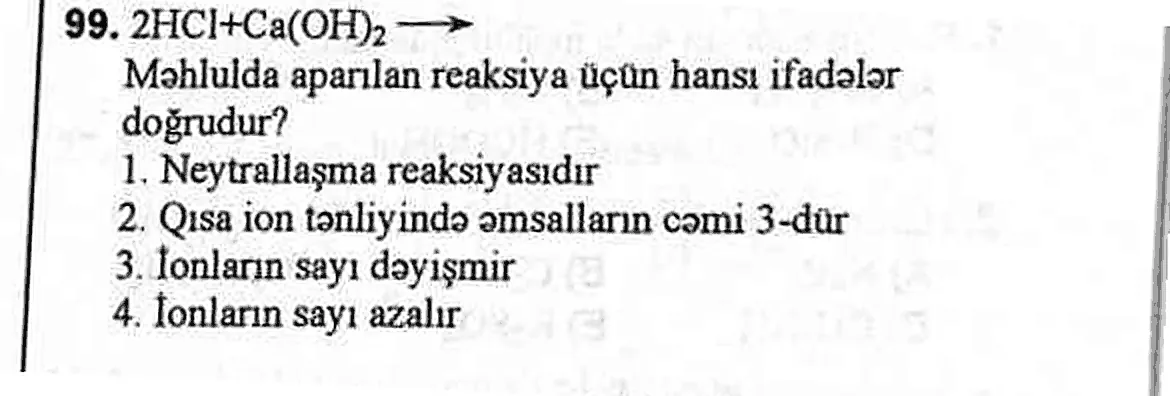 99. 2HCl+Ca(OH)₂ ⟶
Məhlulda aparılan reaksiya üçün hansı ifadələr
doğrudur?
1. Neytrallaşma reaksiyasıdır
2. Qısa ion tənliyində əmsalların cəmi 3-dür
3. İonların sayı dəyişmir
4. İonların sayı azalır